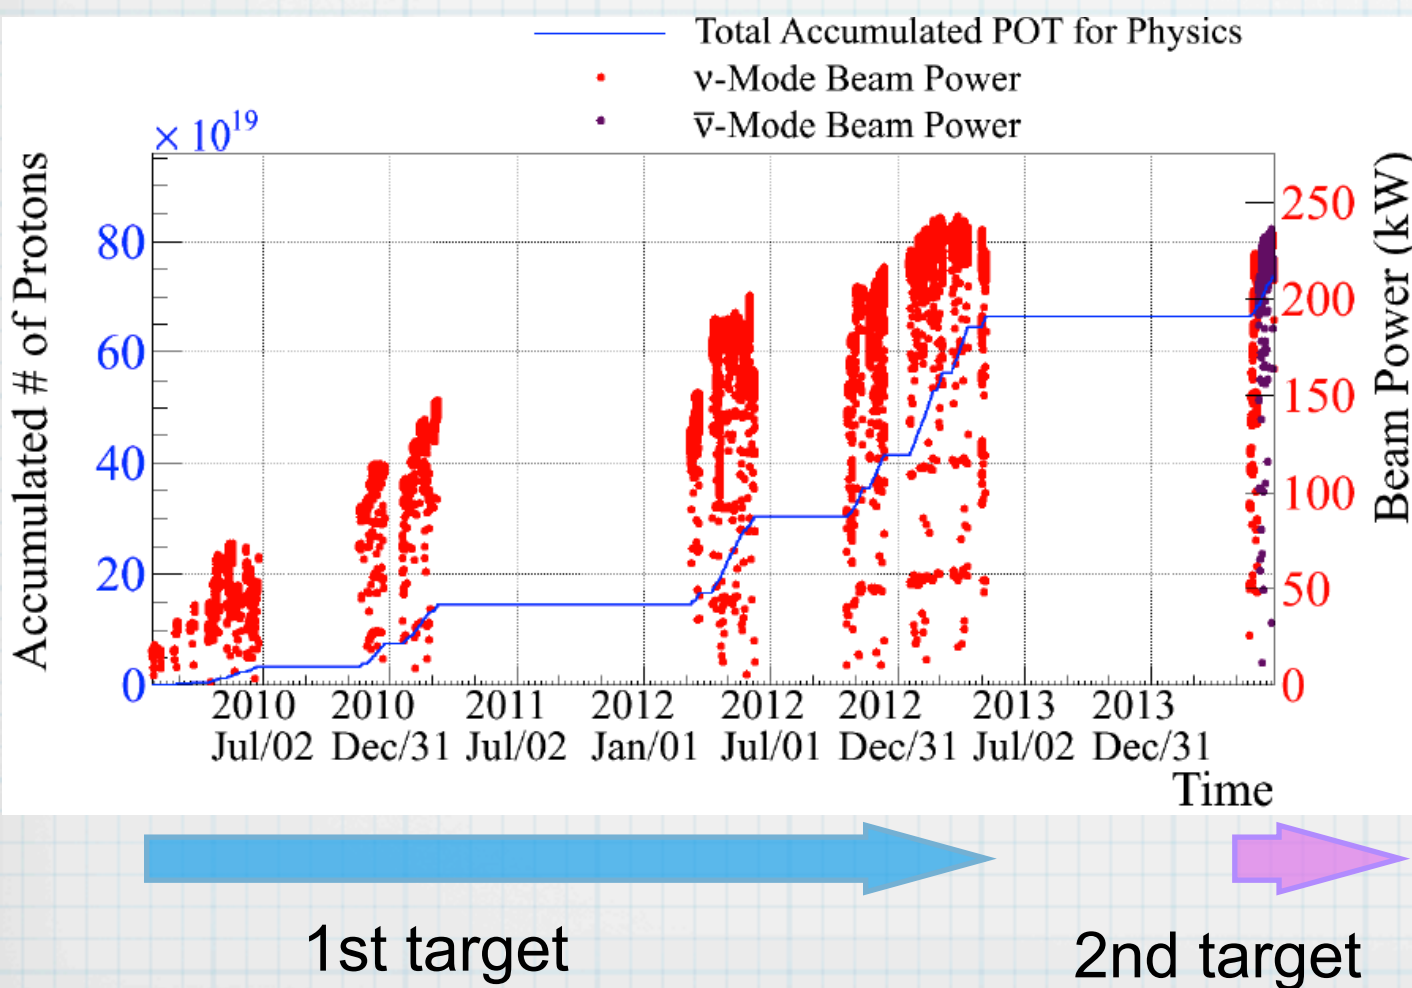 Total Accumulated POT for Physics
ν-Mode Beam Power
ν̅-Mode Beam Power
× 10¹⁹
Accumulated # of Protons
80
60
40
20
0
250
200
150
100
50
0
Beam Power (kW)
2010 2010 2011 2012 2012 2012 2013 2013
Jul/02 Dec/31 Jul/02 Jan/01 Jul/01 Dec/31 Jul/02 Dec/31
Time
1st target
2nd target